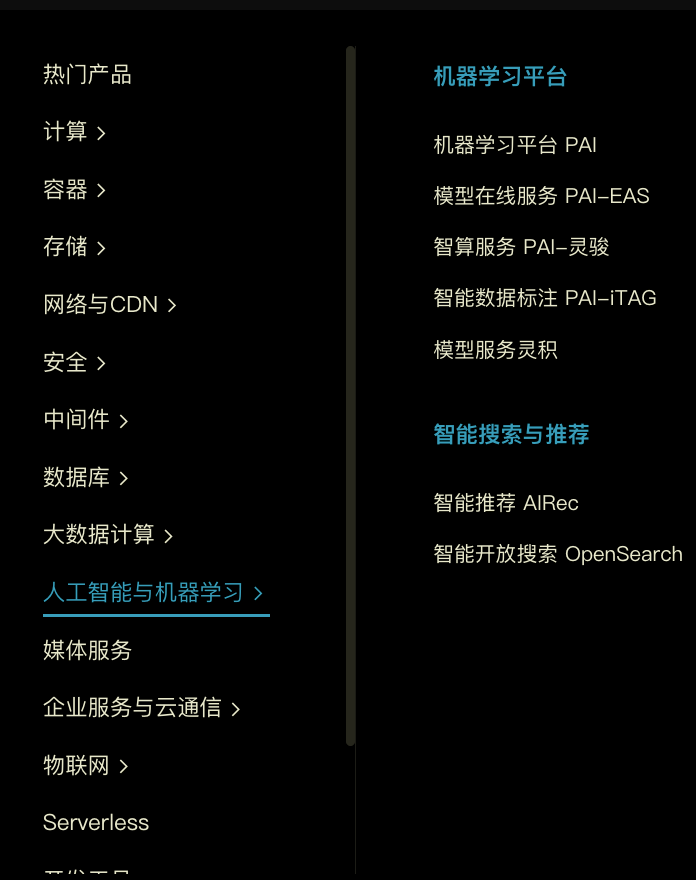 热门产品
计算
容器
存储
网络与CDN
安全
中间件
数据库
大数据计算
人工智能与机器学习
媒体服务
企业服务与云通信
物联网
Serverless
机器学习平台
机器学习平台 PAI
模型在线服务 PAI-EAS
智算服务 PAI-灵骏
智能数据标注 PAI-iTAG
模型服务灵积
智能搜索与推荐
智能推荐 AIRec
智能开放搜索 OpenSearch